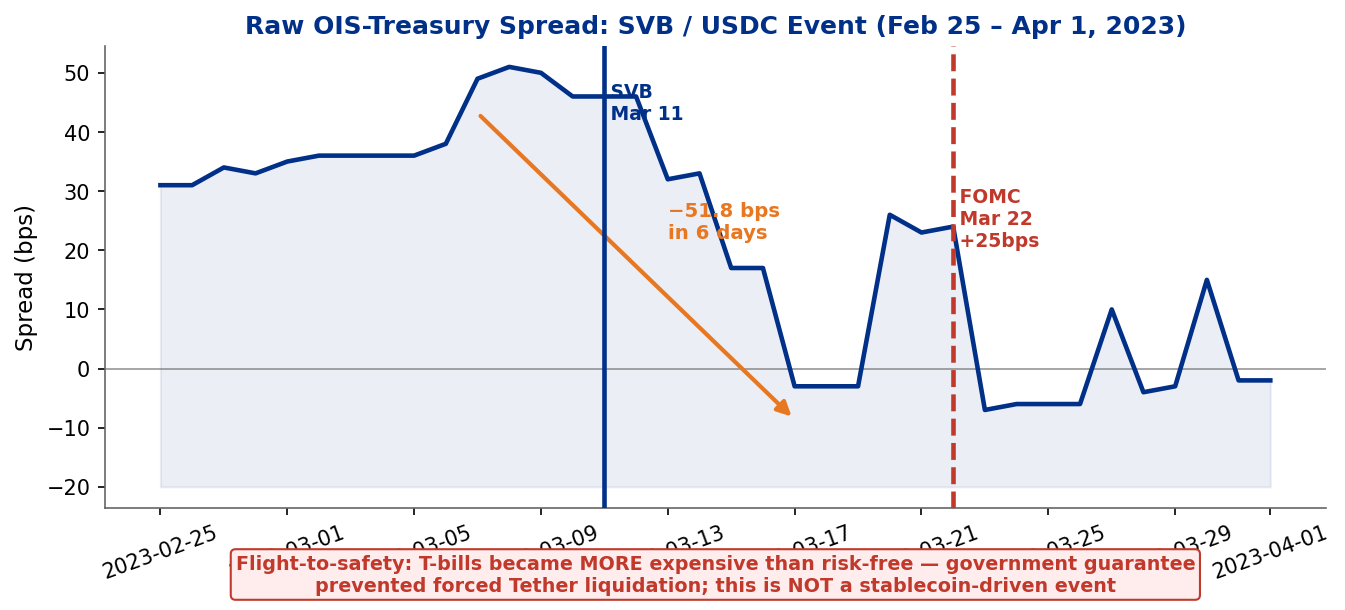 Raw OIS-Treasury Spread: SVB / USDC Event (Feb 25 – Apr 1, 2023)
Spread (bps)
50
40
30
20
10
0
−10
−20
SVB
Mar 11
−51.8 bps
in 6 days
FOMC
Mar 22
+25bps
2023-02-25
03-01
03-05
03-09
03-13
03-17
03-21
03-25
03-29
2023-04-01
Flight-to-safety: T-bills became MORE expensive than risk-free — government guarantee
prevented forced Tether liquidation; this is NOT a stablecoin-driven event